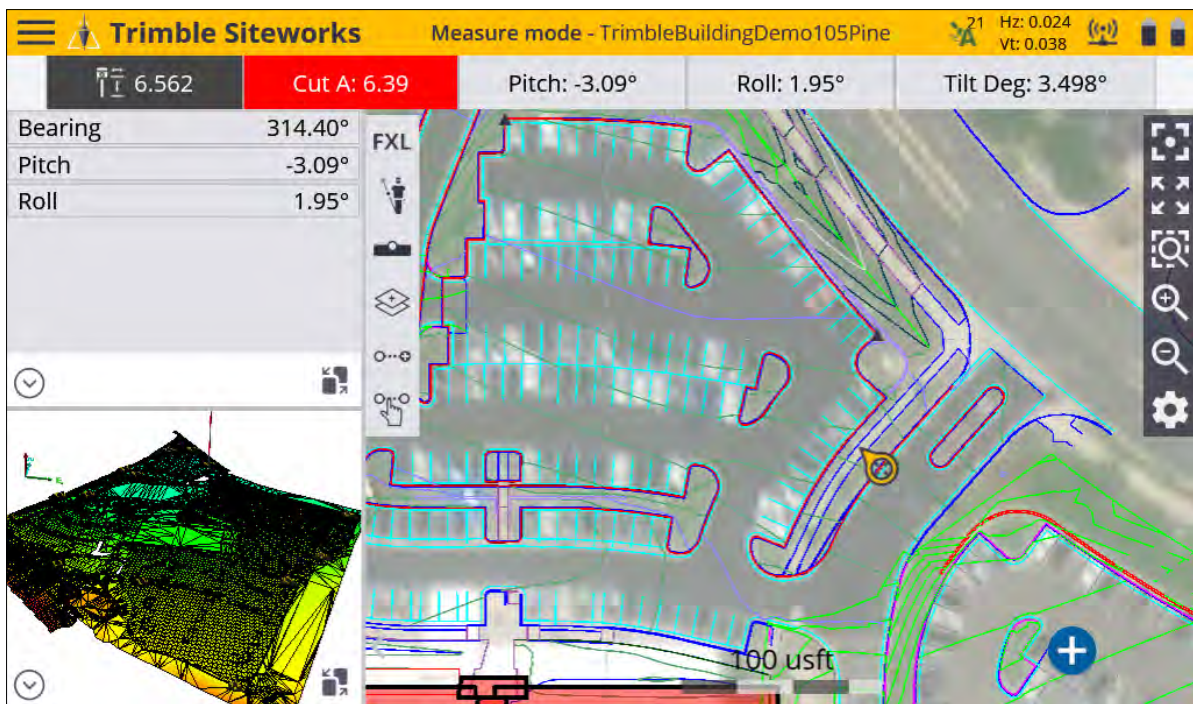 Trimble Siteworks
Measure mode - TrimbleBuildingDemo105Pine
21
Hz: 0.024
Vt: 0.038
6.562
Cut A: 6.39
Pitch: -3.09°
Roll: 1.95°
Tilt Deg: 3.498°
Bearing 314.40°
Pitch -3.09°
Roll 1.95°
FXL
100 usft